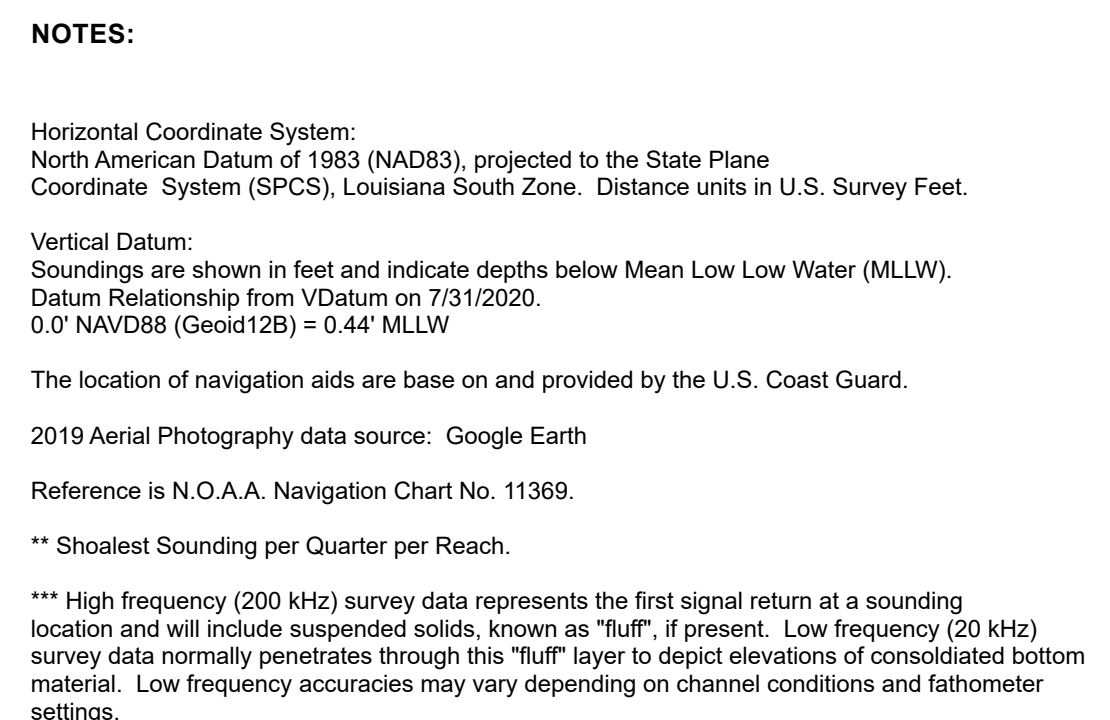 NOTES:
Horizontal Coordinate System:
North American Datum of 1983 (NAD83), projected to the State Plane
Coordinate  System (SPCS), Louisiana South Zone.  Distance units in U.S. Survey Feet.
Vertical Datum:
Soundings are shown in feet and indicate depths below Mean Low Low Water (MLLW).
Datum Relationship from VDatum on 7/31/2020.
0.0' NAVD88 (Geoid12B) = 0.44' MLLW
The location of navigation aids are base on and provided by the U.S. Coast Guard.
2019 Aerial Photography data source:  Google Earth
Reference is N.O.A.A. Navigation Chart No. 11369.
** Shoalest Sounding per Quarter per Reach.
*** High frequency (200 kHz) survey data represents the first signal return at a sounding
location and will include suspended solids, known as "fluff", if present.  Low frequency (20 kHz)
survey data normally penetrates through this "fluff" layer to depict elevations of consoldiated bottom
material.  Low frequency accuracies may vary depending on channel conditions and fathometer
settings.